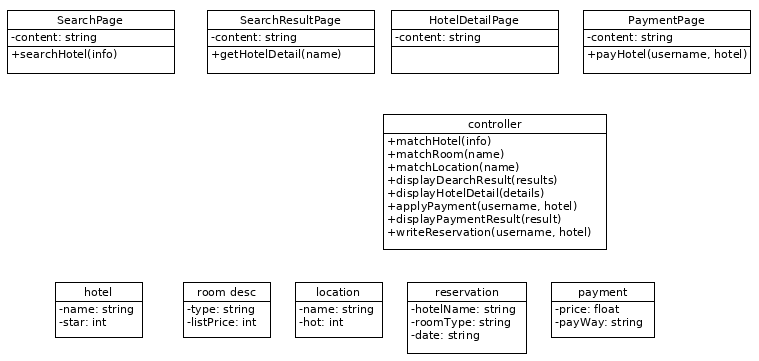 SearchPage
-content: string
+searchHotel(info)
SearchResultPage
-content: string
+getHotelDetail(name)
HotelDetailPage
-content: string
PaymentPage
-content: string
+payHotel(username, hotel)
controller
+matchHotel(info)
+matchRoom(name)
+matchLocation(name)
+displayDearchResult(results)
+displayHotelDetail(details)
+applyPayment(username, hotel)
+displayPaymentResult(result)
+writeReservation(username, hotel)
hotel
-name: string
-star: int
room desc
-type: string
-listPrice: int
location
-name: string
-hot: int
reservation
-hotelName: string
-roomType: string
-date: string
payment
-price: float
-payWay: string